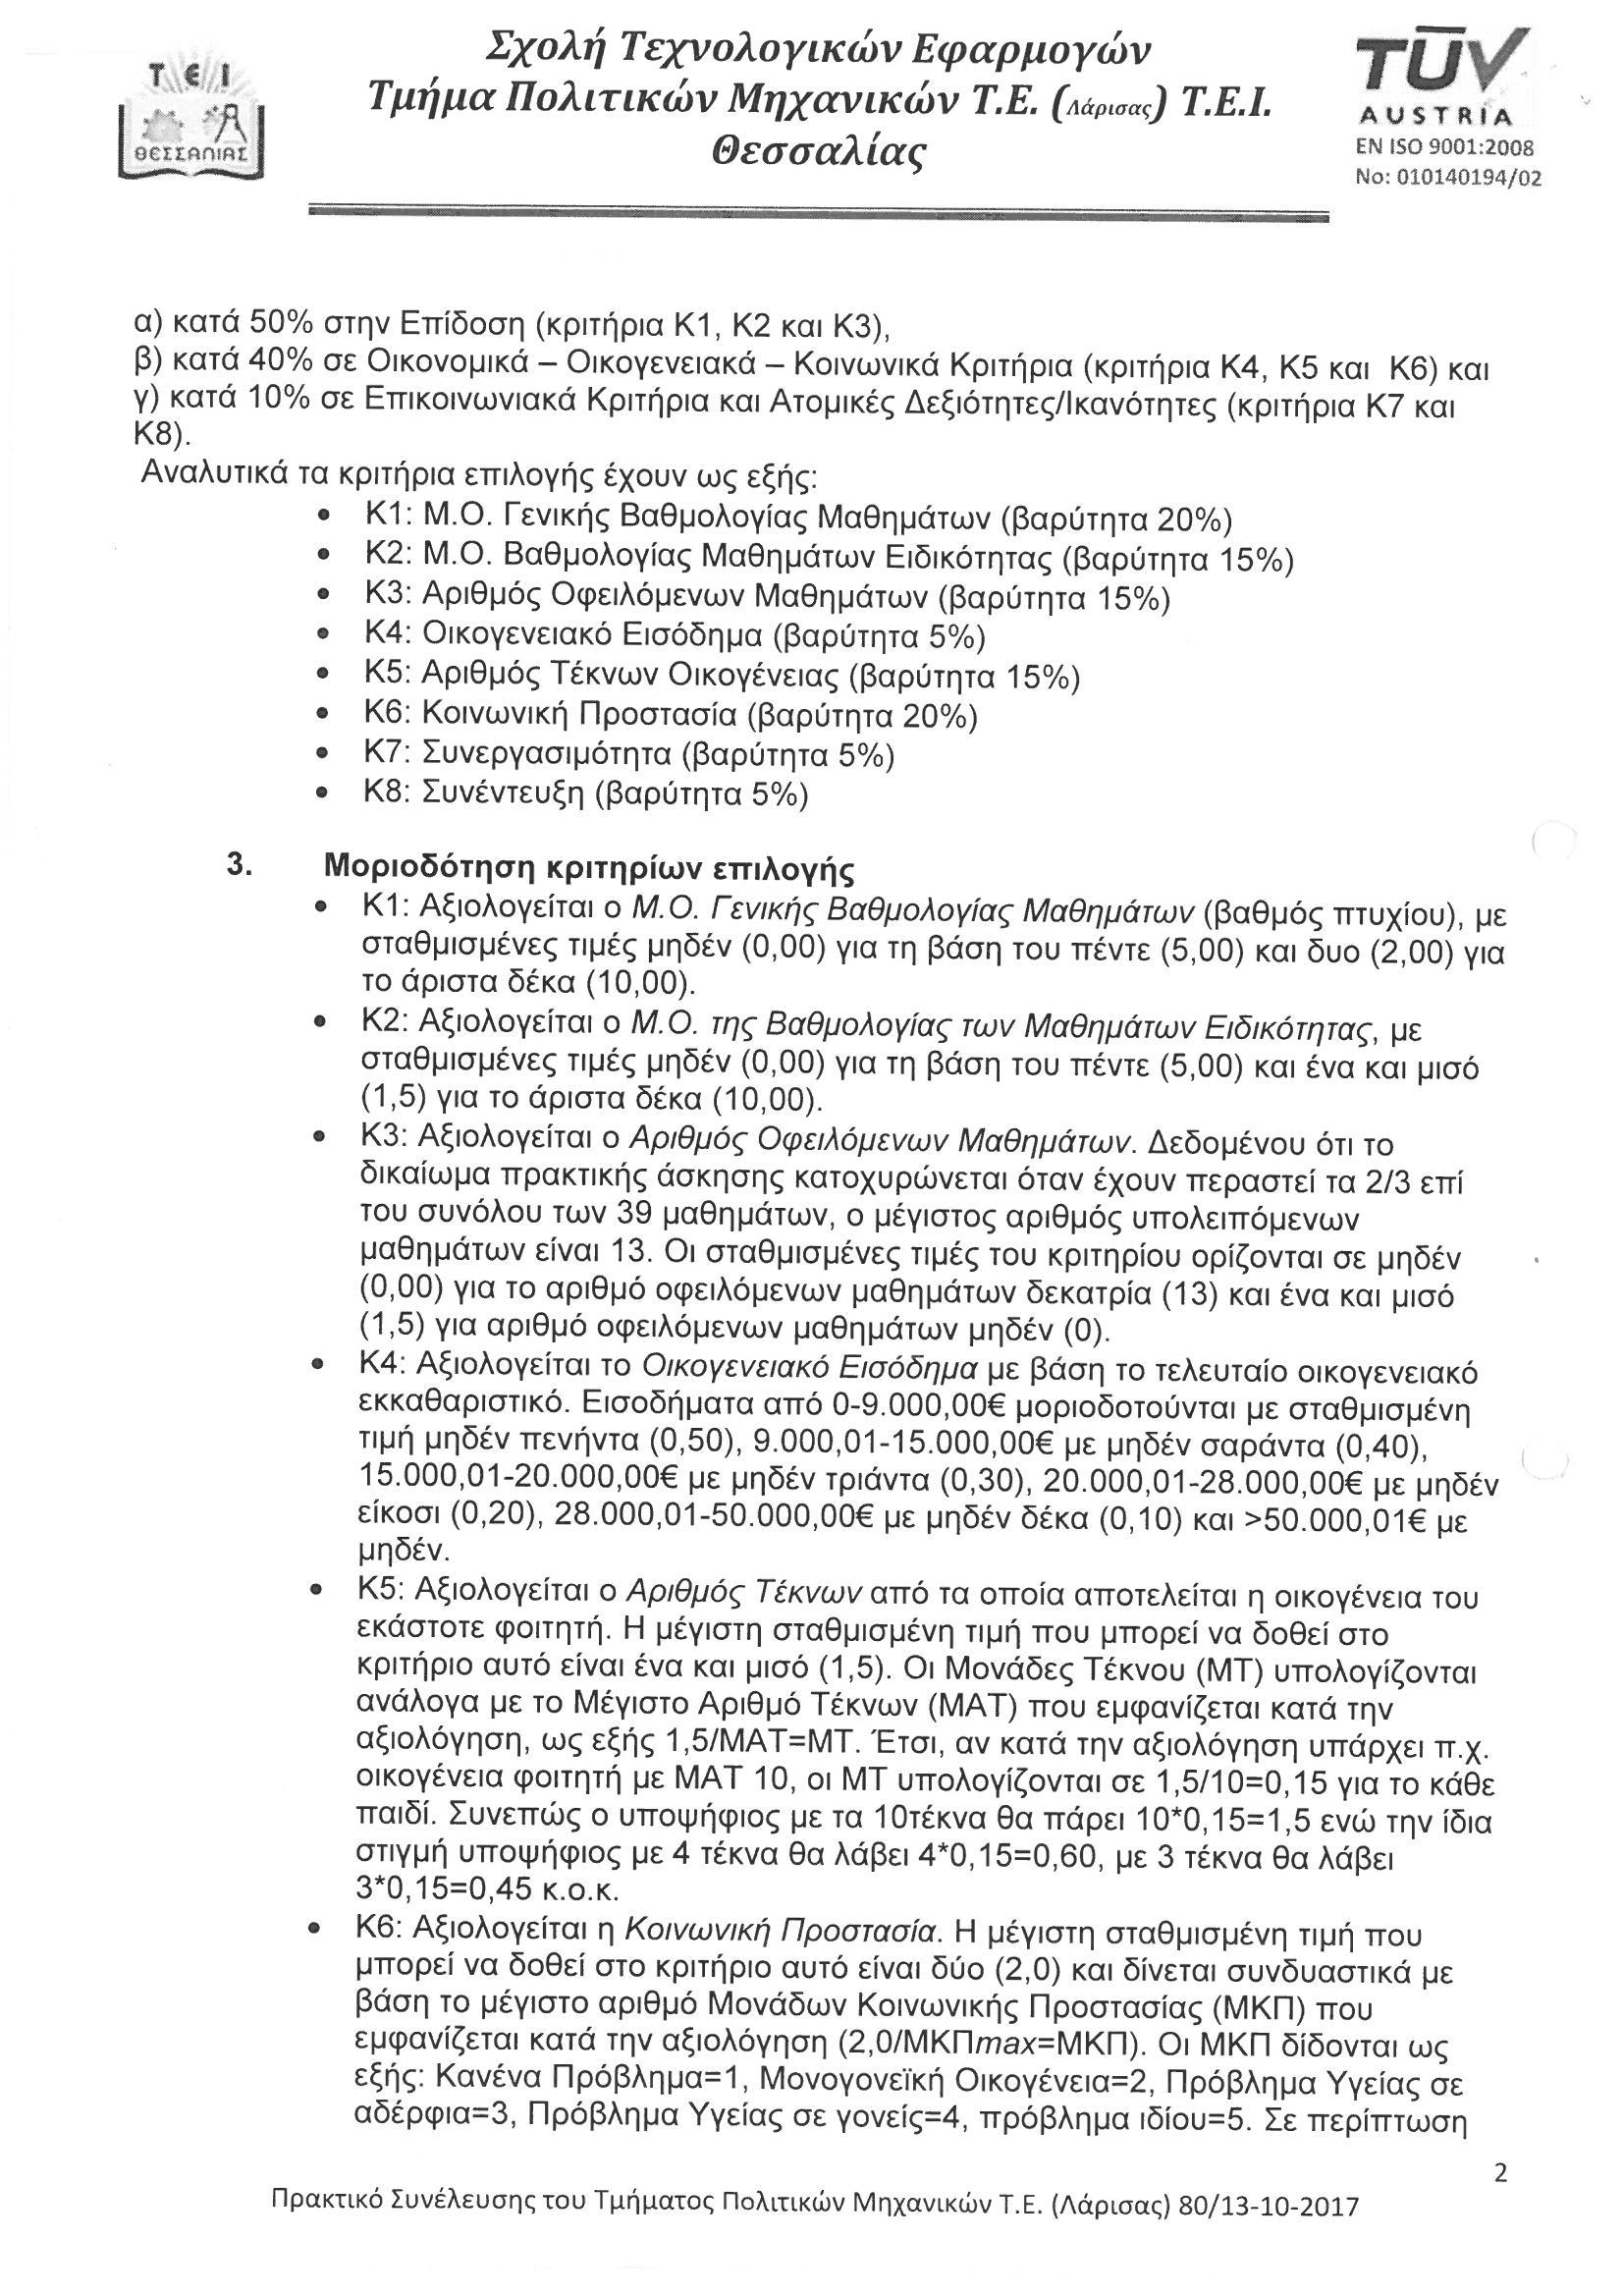 Τ Ε Ι
ΘΕΣΣΑΛΙΑΣ
Σχολή Τεχνολογικών Εφαρμογών
Τμήμα Πολιτικών Μηχανικών Τ.Ε. (Λάρισας) Τ.Ε.Ι.
Θεσσαλίας
TÜV
AUSTRIA
EN ISO 9001:2008
No: 010140194/02
α) κατά 50% στην Επίδοση (κριτήρια Κ1, Κ2 και Κ3),
β) κατά 40% σε Οικονομικά – Οικογενειακά – Κοινωνικά Κριτήρια (κριτήρια Κ4, Κ5 και Κ6) και
γ) κατά 10% σε Επικοινωνιακά Κριτήρια και Ατομικές Δεξιότητες/Ικανότητες (κριτήρια Κ7 και
Κ8).
Αναλυτικά τα κριτήρια επιλογής έχουν ως εξής:
• Κ1: Μ.Ο. Γενικής Βαθμολογίας Μαθημάτων (βαρύτητα 20%)
• Κ2: Μ.Ο. Βαθμολογίας Μαθημάτων Ειδικότητας (βαρύτητα 15%)
• Κ3: Αριθμός Οφειλόμενων Μαθημάτων (βαρύτητα 15%)
• Κ4: Οικογενειακό Εισόδημα (βαρύτητα 5%)
• Κ5: Αριθμός Τέκνων Οικογένειας (βαρύτητα 15%)
• Κ6: Κοινωνική Προστασία (βαρύτητα 20%)
• Κ7: Συνεργασιμότητα (βαρύτητα 5%)
• Κ8: Συνέντευξη (βαρύτητα 5%)
3. Μοριοδότηση κριτηρίων επιλογής
• Κ1: Αξιολογείται ο Μ.Ο. Γενικής Βαθμολογίας Μαθημάτων (βαθμός πτυχίου), με
σταθμισμένες τιμές μηδέν (0,00) για τη βάση του πέντε (5,00) και δυο (2,00) για
το άριστα δέκα (10,00).
• Κ2: Αξιολογείται ο Μ.Ο. της Βαθμολογίας των Μαθημάτων Ειδικότητας, με
σταθμισμένες τιμές μηδέν (0,00) για τη βάση του πέντε (5,00) και ένα και μισό
(1,5) για το άριστα δέκα (10,00).
• Κ3: Αξιολογείται ο Αριθμός Οφειλόμενων Μαθημάτων. Δεδομένου ότι το
δικαίωμα πρακτικής άσκησης κατοχυρώνεται όταν έχουν περαστεί τα 2/3 επί
του συνόλου των 39 μαθημάτων, ο μέγιστος αριθμός υπολειπόμενων
μαθημάτων είναι 13. Οι σταθμισμένες τιμές του κριτηρίου ορίζονται σε μηδέν
(0,00) για το αριθμό οφειλόμενων μαθημάτων δεκατρία (13) και ένα και μισό
(1,5) για αριθμό οφειλόμενων μαθημάτων μηδέν (0).
• Κ4: Αξιολογείται το Οικογενειακό Εισόδημα με βάση το τελευταίο οικογενειακό
εκκαθαριστικό. Εισοδήματα από 0-9.000,00€ μοριοδοτούνται με σταθμισμένη
τιμή μηδέν πενήντα (0,50), 9.000,01-15.000,00€ με μηδέν σαράντα (0,40),
15.000,01-20.000,00€ με μηδέν τριάντα (0,30), 20.000,01-28.000,00€ με μηδέν
είκοσι (0,20), 28.000,01-50.000,00€ με μηδέν δέκα (0,10) και >50.000,01€ με
μηδέν.
• Κ5: Αξιολογείται ο Αριθμός Τέκνων από τα οποία αποτελείται η οικογένεια του
εκάστοτε φοιτητή. Η μέγιστη σταθμισμένη τιμή που μπορεί να δοθεί στο
κριτήριο αυτό είναι ένα και μισό (1,5). Οι Μονάδες Τέκνου (ΜΤ) υπολογίζονται
ανάλογα με το Μέγιστο Αριθμό Τέκνων (ΜΑΤ) που εμφανίζεται κατά την
αξιολόγηση, ως εξής 1,5/ΜΑΤ=ΜΤ. Έτσι, αν κατά την αξιολόγηση υπάρχει π.χ.
οικογένεια φοιτητή με ΜΑΤ 10, οι ΜΤ υπολογίζονται σε 1,5/10=0,15 για το κάθε
παιδί. Συνεπώς ο υποψήφιος με τα 10τέκνα θα πάρει 10*0,15=1,5 ενώ την ίδια
στιγμή υποψήφιος με 4 τέκνα θα λάβει 4*0,15=0,60, με 3 τέκνα θα λάβει
3*0,15=0,45 κ.ο.κ.
• Κ6: Αξιολογείται η Κοινωνική Προστασία. Η μέγιστη σταθμισμένη τιμή που
μπορεί να δοθεί στο κριτήριο αυτό είναι δύο (2,0) και δίνεται συνδυαστικά με
βάση το μέγιστο αριθμό Μονάδων Κοινωνικής Προστασίας (ΜΚΠ) που
εμφανίζεται κατά την αξιολόγηση (2,0/ΜΚΠmax=ΜΚΠ). Οι ΜΚΠ δίδονται ως
εξής: Κανένα Πρόβλημα=1, Μονογονεϊκή Οικογένεια=2, Πρόβλημα Υγείας σε
αδέρφια=3, Πρόβλημα Υγείας σε γονείς=4, πρόβλημα ιδίου=5. Σε περίπτωση
2
Πρακτικό Συνέλευσης του Τμήματος Πολιτικών Μηχανικών Τ.Ε. (Λάρισας) 80/13-10-2017